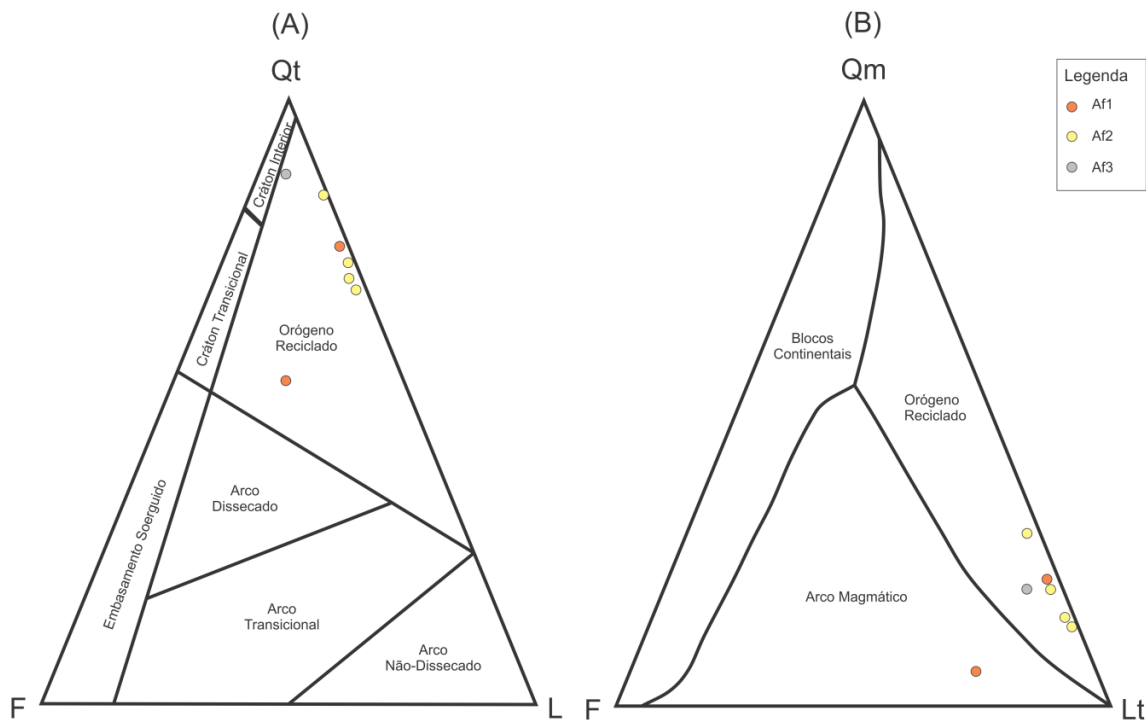 (A)
Qt
Cráton Interior
Cráton Transicional
Orógeno
Reciclado
Embasamento Soerguido
Arco
Dissecado
Arco
Transicional
Arco
Não-Dissecado
F
L
(B)
Qm
Blocos
Continentais
Orógeno
Reciclado
Arco Magmático
F
Lt
Legenda
Af1
Af2
Af3